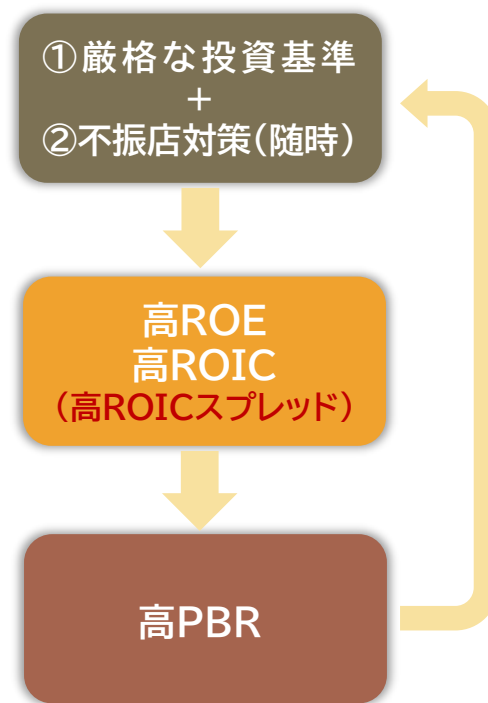 ①厳格な投資基準
+
②不振店対策(随時)
高ROE
高ROIC
(高ROICスプレッド)
高PBR